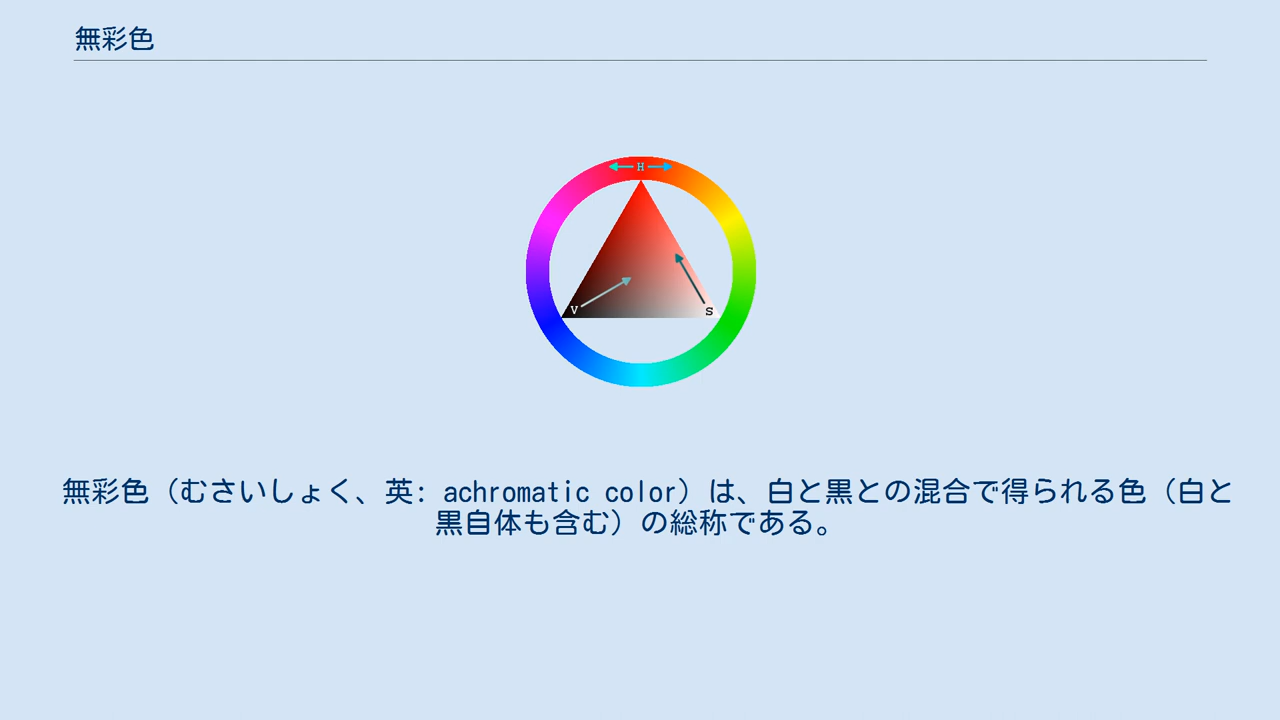 無彩色
H
V
S
無彩色（むさいしょく、英: achromatic color）は、白と黒との混合で得られる色（白と
黒自体も含む）の総称である。